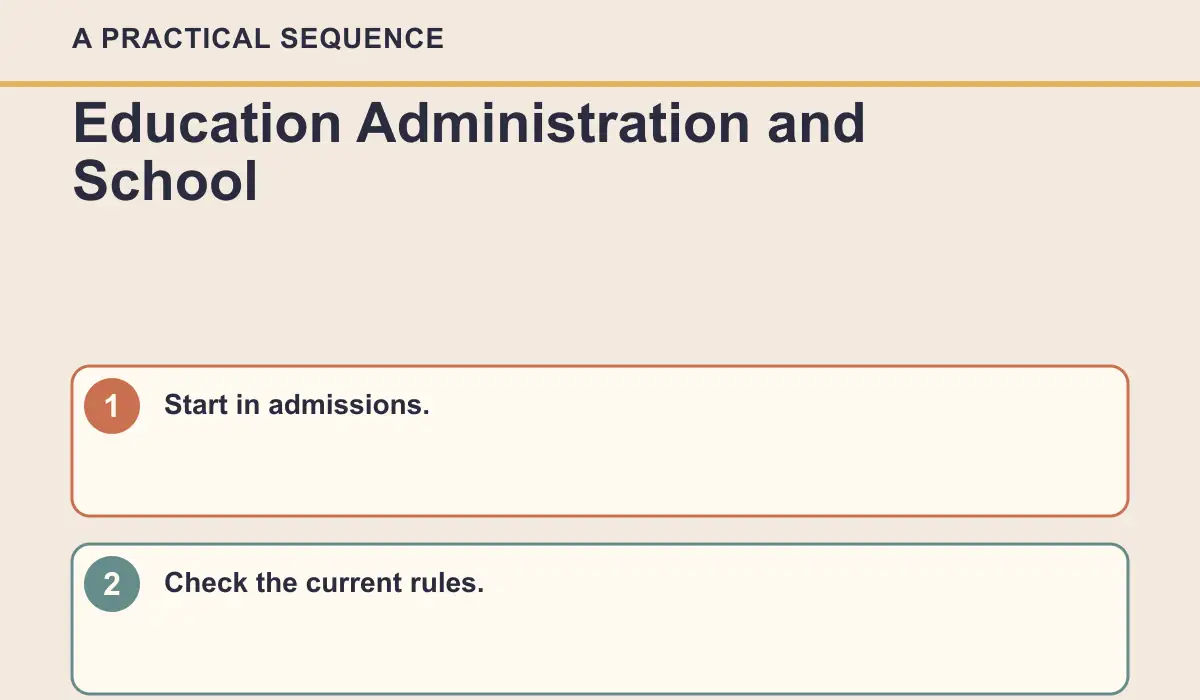 A PRACTICAL SEQUENCE
Education Administration and
School
1 Start in admissions.
2 Check the current rules.